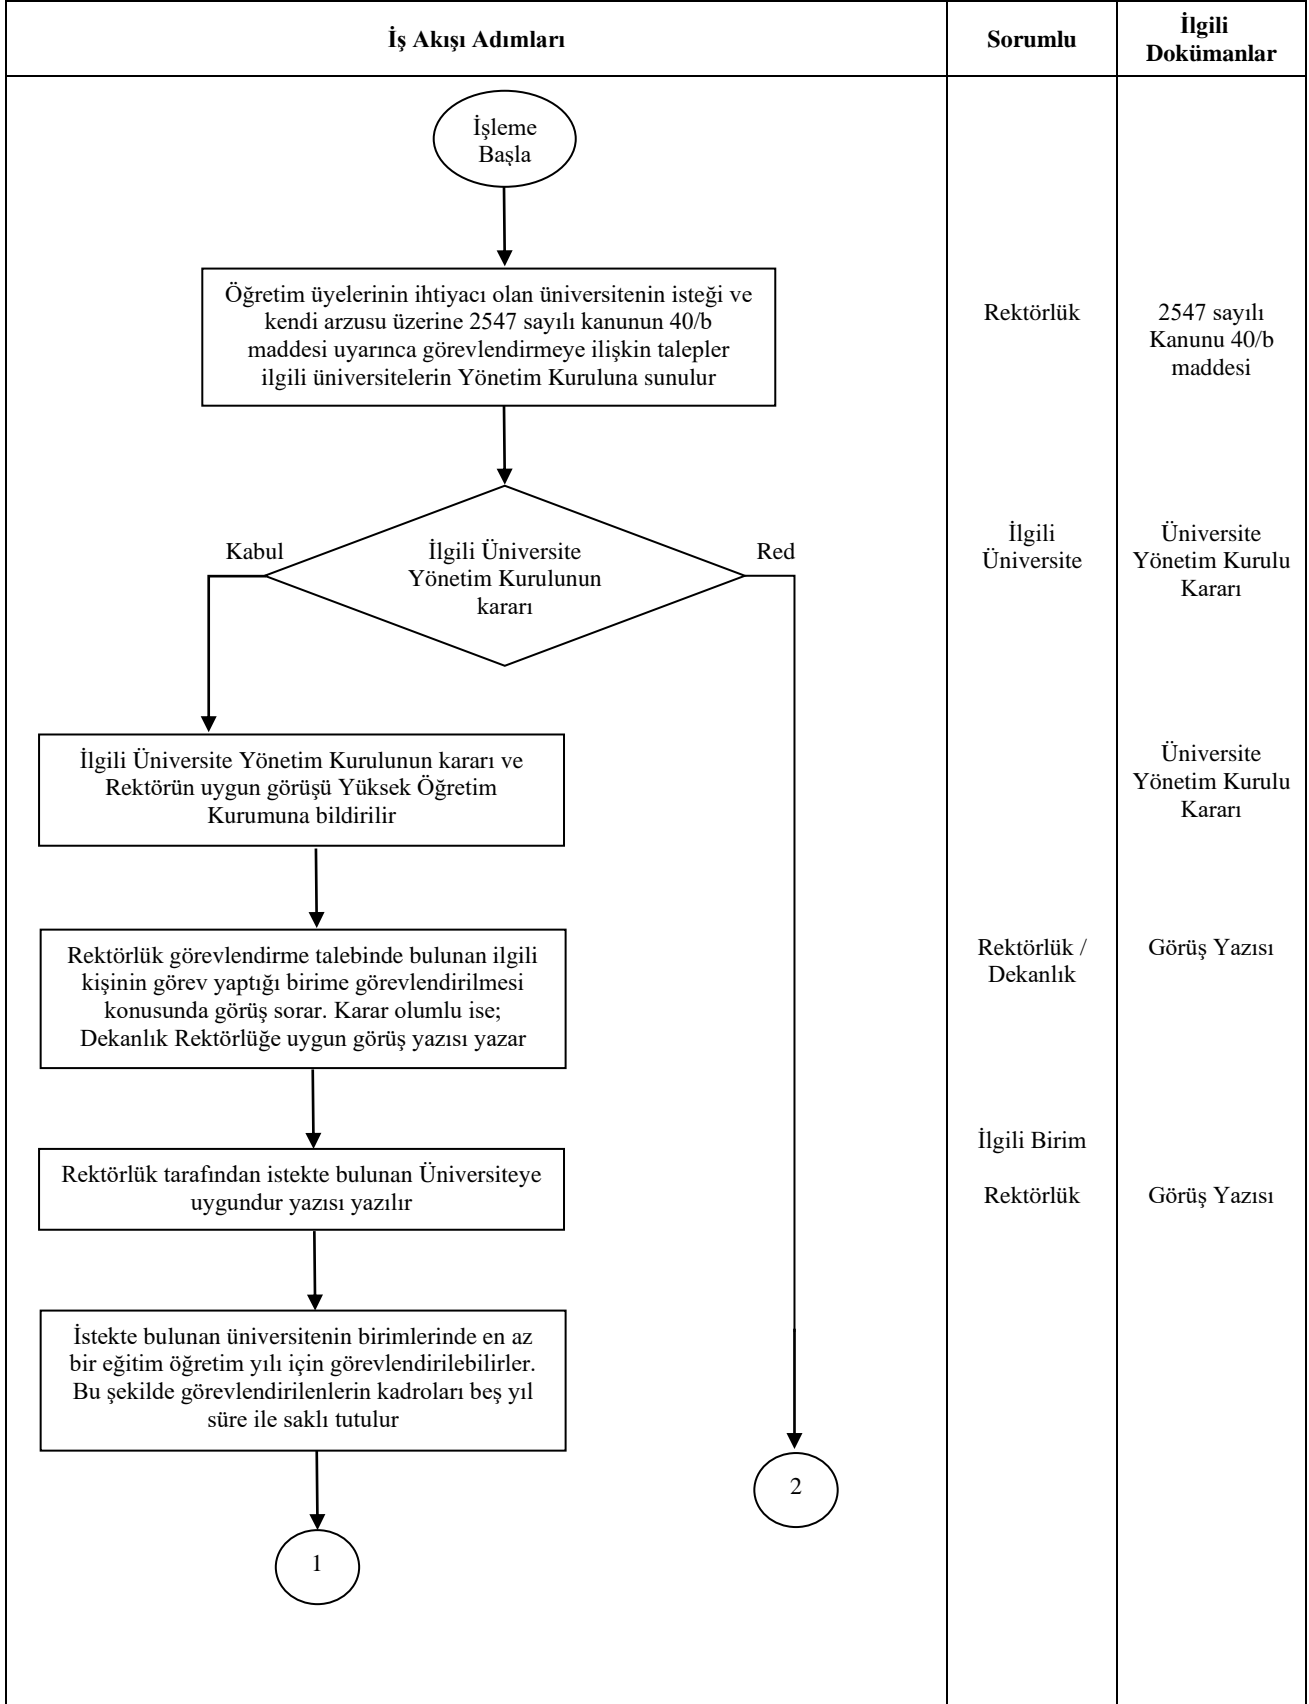 İş Akışı Adımları
Sorumlu
İlgili
Dokümanlar
İşleme
Başla
Öğretim üyelerinin ihtiyacı olan üniversitenin isteği ve
kendi arzusu üzerine 2547 sayılı kanunun 40/b
maddesi uyarınca görevlendirmeye ilişkin talepler
ilgili üniversitelerin Yönetim Kuruluna sunulur
Rektörlük
2547 sayılı
Kanunu 40/b
maddesi
Kabul
İlgili Üniversite
Yönetim Kurulunun
kararı
Red
İlgili
Üniversite
Üniversite
Yönetim Kurulu
Kararı
İlgili Üniversite Yönetim Kurulunun kararı ve
Rektörün uygun görüşü Yüksek Öğretim
Kurumuna bildirilir
Üniversite
Yönetim Kurulu
Kararı
Rektörlük görevlendirme talebinde bulunan ilgili
kişinin görev yaptığı birime görevlendirilmesi
konusunda görüş sorar. Karar olumlu ise;
Dekanlık Rektörlüğe uygun görüş yazısı yazar
Rektörlük /
Dekanlık
Görüş Yazısı
İlgili Birim
Rektörlük tarafından istekte bulunan Üniversiteye
uygundur yazısı yazılır
Rektörlük
Görüş Yazısı
İstekte bulunan üniversitenin birimlerinde en az
bir eğitim öğretim yılı için görevlendirilebilirler.
Bu şekilde görevlendirilenlerin kadroları beş yıl
süre ile saklı tutulur
2
1